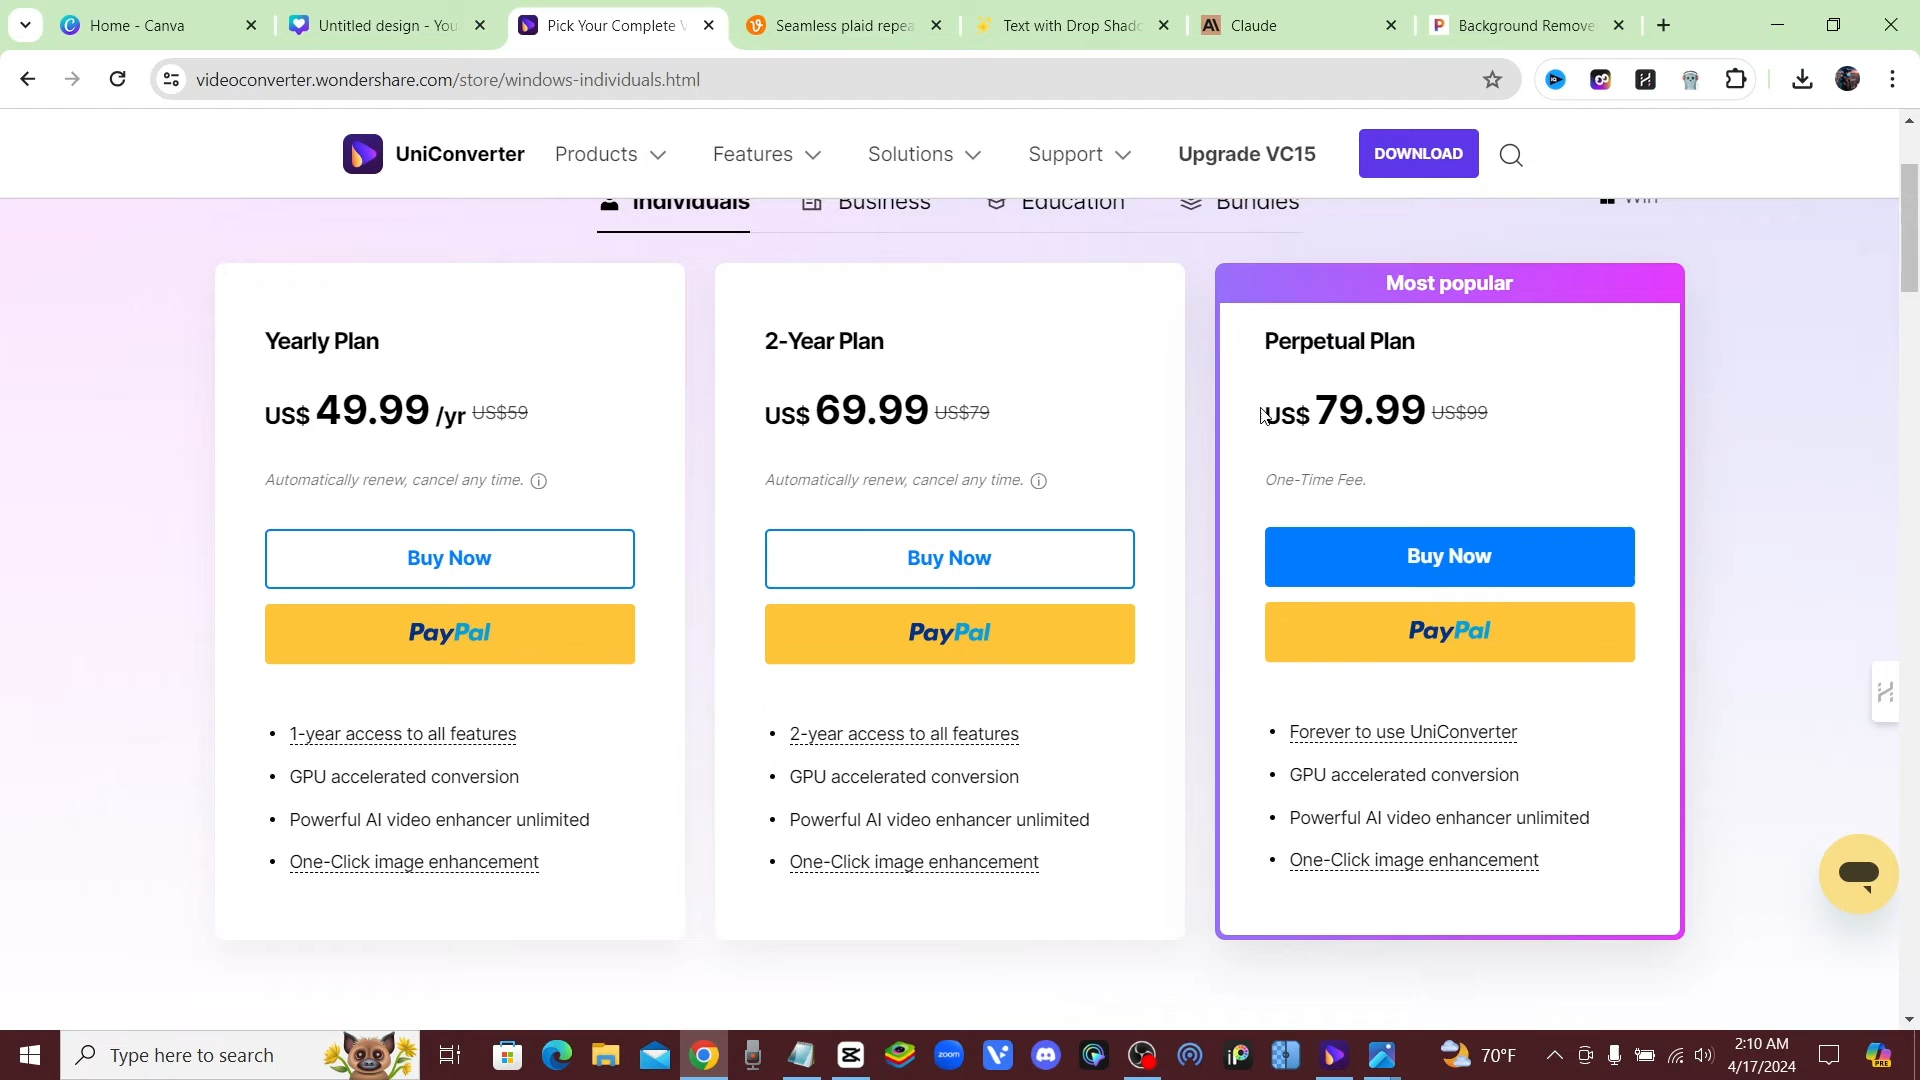 Home - Canva
Untitled design - You
Pick Your Complete V
Seamless plaid repea
Text with Drop Shado
Claude
Background Remove
videoconverter.wondershare.com/store/windows-individuals.html
UniConverter Products Features Solutions Support Upgrade VC15 DOWNLOAD
Individuals Business Education Bundles Win
Most popular
Yearly Plan
US$ 49.99 /yr US$59
Automatically renew, cancel any time.
Buy Now
PayPal
1-year access to all features
GPU accelerated conversion
Powerful AI video enhancer unlimited
One-Click image enhancement
2-Year Plan
US$ 69.99 US$79
Automatically renew, cancel any time.
Buy Now
PayPal
2-year access to all features
GPU accelerated conversion
Powerful AI video enhancer unlimited
One-Click image enhancement
Perpetual Plan
US$ 79.99 US$99
One-Time Fee.
Buy Now
PayPal
Forever to use UniConverter
GPU accelerated conversion
Powerful AI video enhancer unlimited
One-Click image enhancement
Type here to search
zoom
iP
70°F
2:10 AM
4/17/2024
PRE